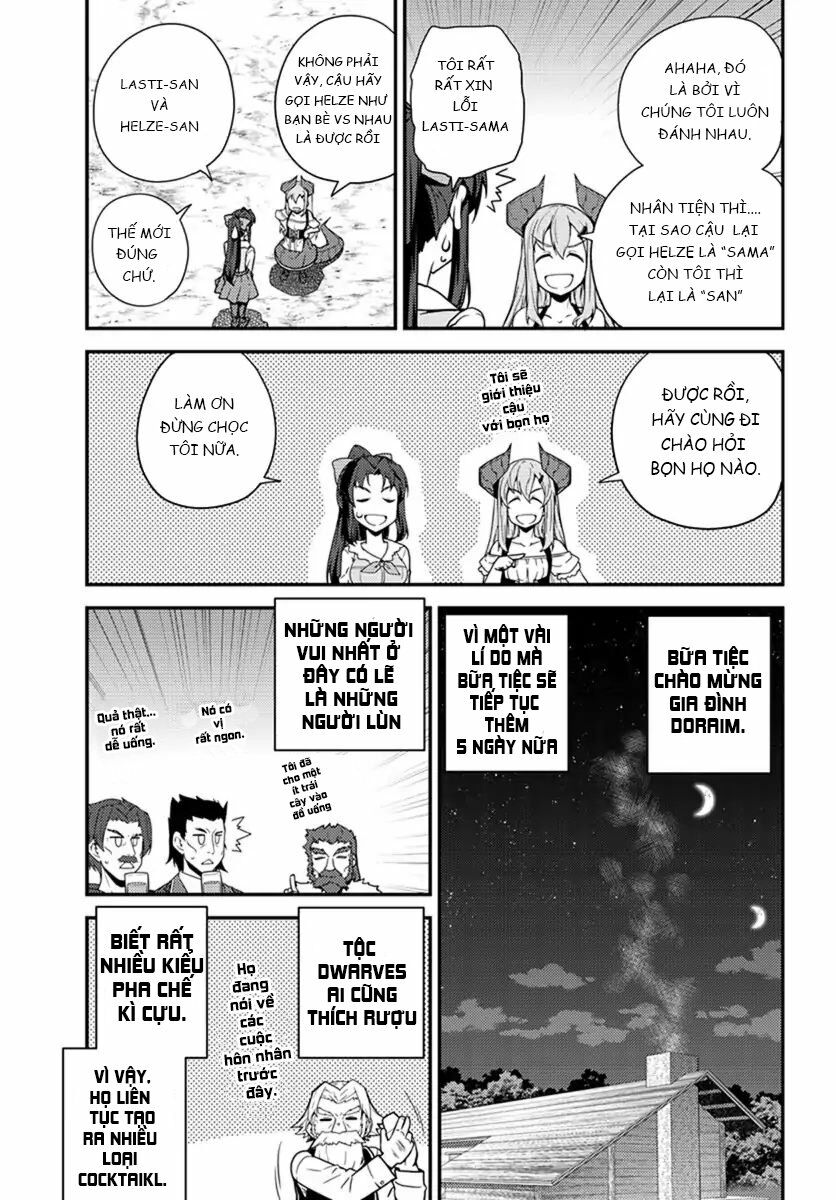 AHAHA, ĐÓ
LÀ BỞI VÌ
CHÚNG TÔI LUÔN
ĐÁNH NHAU.
TÔI RẤT
RẤT XIN
LỖI
LASTI-SAMA
NHÂN TIỆN THÌ....
TẠI SAO CẬU LẠI
GỌI HELZE LÀ "SAMA"
CÒN TÔI THÌ
LẠI LÀ "SAN"
KHÔNG PHẢI
VẬY, CẬU HÃY
GỌI HELZE NHƯ
BẠN BÈ VS NHAU
LÀ ĐƯỢC RỒI
LASTI-SAN
VÀ
HELZE-SAN
THẾ MỚI
ĐÚNG
CHỨ.
ĐƯỢC RỒI,
HÃY CÙNG ĐI
CHÀO HỎI
BỌN HỌ NÀO.
Tôi sẽ
giới thiệu
cậu
với bọn họ
LÀM ƠN
ĐỪNG CHỌC
TÔI NỮA.
BỮA TIỆC
CHÀO MỪNG
GIA ĐÌNH
DORAIM.
VÌ MỘT VÀI
LÍ DO MÀ
BỮA TIỆC SẼ
TIẾP TỤC
THÊM
5 NGÀY NỮA
NHỮNG NGƯỜI
VUI NHẤT Ở
ĐÂY CÓ LẼ
LÀ NHỮNG
NGƯỜI LÙN
Tôi đã
cho một
ít trái
cây vào
đồ uống
Nó có
vị
rất ngon.
Quả thật...
nó rất
dễ uống.
TỘC
DWARVES
AI CŨNG
THÍCH RƯỢU
Họ
đang
nói về
các
cuộc
hôn nhân
trước
đây.
BIẾT RẤT
NHIỀU KIỂU
PHA CHẾ
KÌ CỰU.
VÌ VẬY.
HỌ LIÊN
TỤC TẠO
RA NHIỀU
LOẠI
COCKTAIKL.